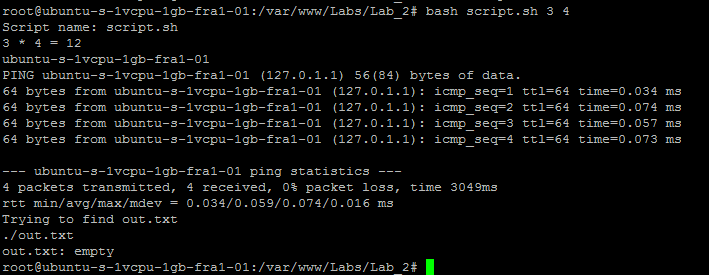 root@ubuntu-s-1vcpu-1gb-fra1-01:/var/www/Labs/Lab_2# bash script.sh 3 4
Script name: script.sh
3 * 4 = 12
ubuntu-s-1vcpu-1gb-fra1-01
PING ubuntu-s-1vcpu-1gb-fra1-01 (127.0.1.1) 56(84) bytes of data.
64 bytes from ubuntu-s-1vcpu-1gb-fra1-01 (127.0.1.1): icmp_seq=1 ttl=64 time=0.034 ms
64 bytes from ubuntu-s-1vcpu-1gb-fra1-01 (127.0.1.1): icmp_seq=2 ttl=64 time=0.074 ms
64 bytes from ubuntu-s-1vcpu-1gb-fra1-01 (127.0.1.1): icmp_seq=3 ttl=64 time=0.057 ms
64 bytes from ubuntu-s-1vcpu-1gb-fra1-01 (127.0.1.1): icmp_seq=4 ttl=64 time=0.073 ms

--- ubuntu-s-1vcpu-1gb-fra1-01 ping statistics ---
4 packets transmitted, 4 received, 0% packet loss, time 3049ms
rtt min/avg/max/mdev = 0.034/0.059/0.074/0.016 ms
Trying to find out.txt
./out.txt
out.txt: empty
root@ubuntu-s-1vcpu-1gb-fra1-01:/var/www/Labs/Lab_2#